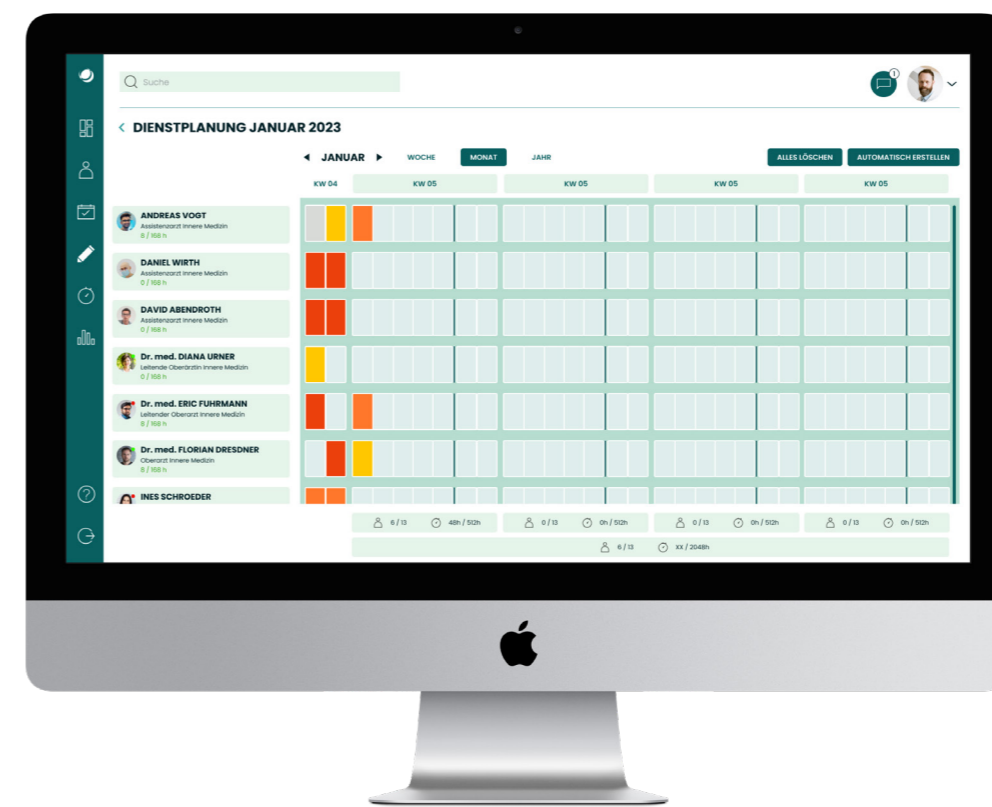 Suche
1
DIENSTPLANUNG JANUAR 2023
JANUAR WOCHE MONAT JAHR ALLES LÖSCHEN AUTOMATISCH ERSTELLEN
KW 04 KW 05 KW 05 KW 05 KW 05
ANDREAS VOGT
Assistenzarzt Innere Medizin
8 / 168 h
DANIEL WIRTH
Assistenzarzt Innere Medizin
0 / 168 h
DAVID ABENDROTH
Assistenzarzt Innere Medizin
0 / 168 h
Dr. med. DIANA URNER
Leitende Oberärztin Innere Medizin
0 / 168 h
Dr. med. ERIC FUHRMANN
Leitender Oberarzt Innere Medizin
8 / 168 h
Dr. med. FLORIAN DRESDNER
Oberarzt Innere Medizin
8 / 168 h
INES SCHROEDER
6 / 13 48h / 512h 0 / 13 0h / 512h 0 / 13 0h / 512h 0 / 13 0h / 512h
6 / 13 XX / 2048h